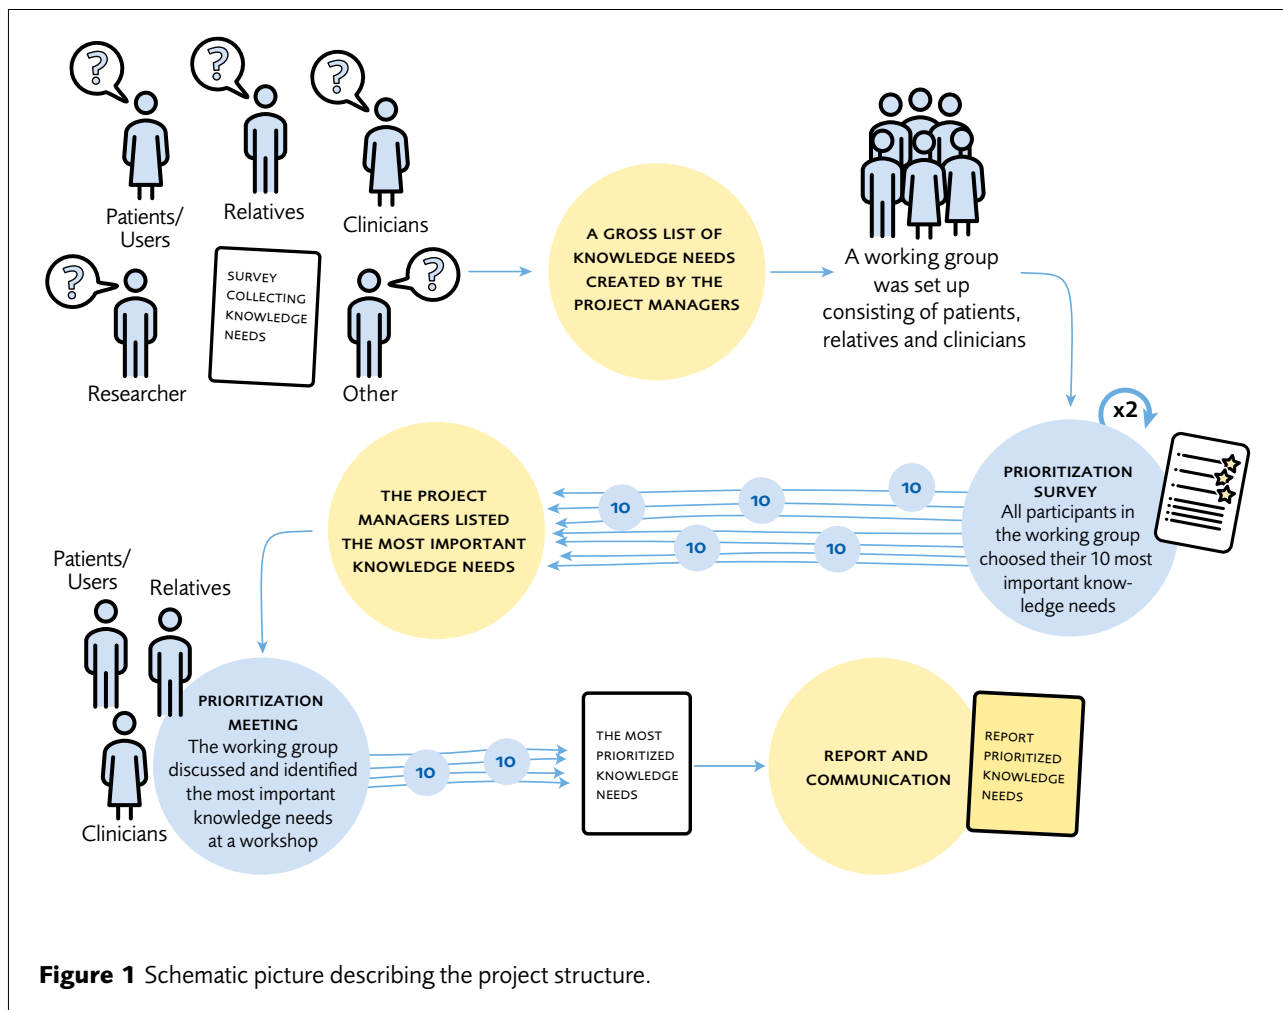 ?
?
?
Patients/
Users
Relatives
Clinicians
?
Researcher
SURVEY
COLLECTING
KNOWLEDGE
NEEDS
?
Other
A GROSS LIST OF
KNOWLEDGE NEEDS
CREATED BY THE
PROJECT MANAGERS
A working group
was set up
consisting of patients,
relatives and clinicians
x2
PRIORITIZATION
SURVEY
All participants in
the working group
choosed their 10 most
important know-
ledge needs
10
10
10
10
10
THE PROJECT
MANAGERS LISTED
THE MOST IMPORTANT
KNOWLEDGE NEEDS
Patients/
Users
Relatives
Clinicians
PRIORITIZATION
MEETING
The working group
discussed and identified
the most important
knowledge needs
at a workshop
10
10
THE MOST
PRIORITIZED
KNOWLEDGE
NEEDS
REPORT AND
COMMUNICATION
REPORT
PRIORITIZED
KNOWLEDGE
NEEDS
Figure 1 Schematic picture describing the project structure.